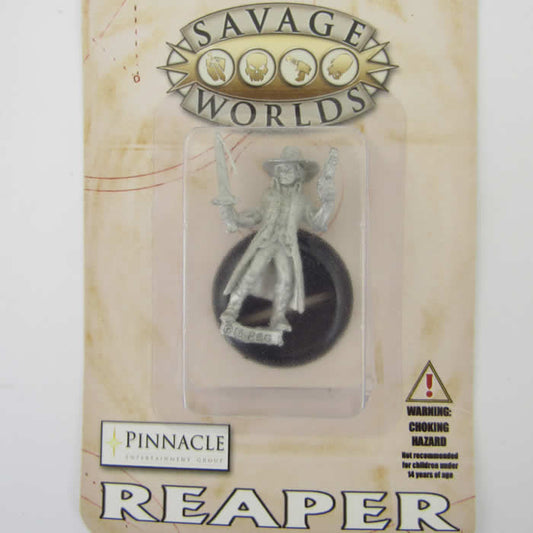 SAVAGE
WORLDS
PINNACLE
ENTERTAINMENT GROUP
WARNING:
CHOKING
HAZARD
Not recommended
for children under
14 years of age
REAPER